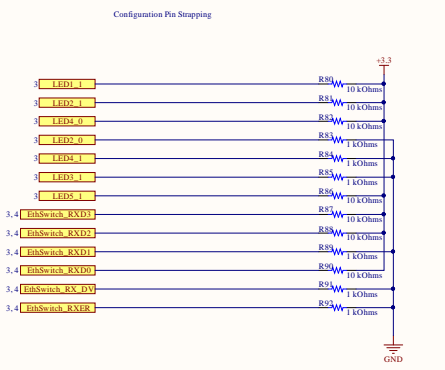 Configuration Pin Strapping
+3.3
3 LED1_1 R80 10 kOhms
3 LED2_1 R81 10 kOhms
3 LED4_0 R82 10 kOhms
3 LED2_0 R83 1 kOhms
3 LED4_1 R84 1 kOhms
3 LED3_1 R85 1 kOhms
3 LED5_1 R86 10 kOhms
3, 4 EthSwitch_RXD3 R87 10 kOhms
3, 4 EthSwitch_RXD2 R88 10 kOhms
3, 4 EthSwitch_RXD1 R89 1 kOhms
3, 4 EthSwitch_RXD0 R90 10 kOhms
3, 4 EthSwitch_RX_DV R91 1 kOhms
3, 4 EthSwitch_RXER R92 1 kOhms
GND